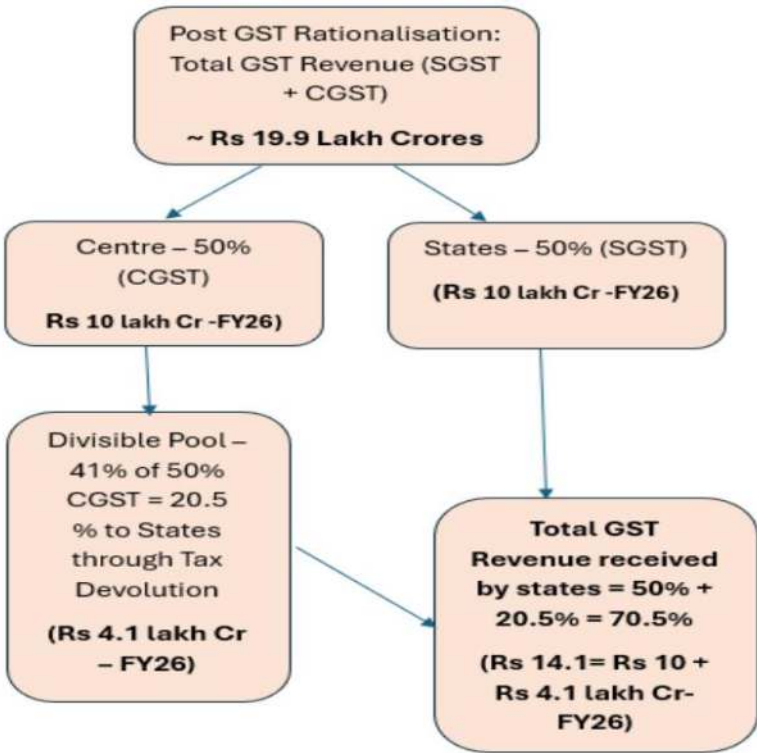 Post GST Rationalisation:
Total GST Revenue (SGST
+ CGST)
~ Rs 19.9 Lakh Crores
Centre – 50%
(CGST)
Rs 10 lakh Cr -FY26)
States – 50% (SGST)
(Rs 10 lakh Cr -FY26)
Divisible Pool –
41% of 50%
CGST = 20.5
% to States
through Tax
Devolution
(Rs 4.1 lakh Cr
– FY26)
Total GST
Revenue received
by states = 50% +
20.5% = 70.5%
(Rs 14.1= Rs 10 +
Rs 4.1 lakh Cr-
FY26)